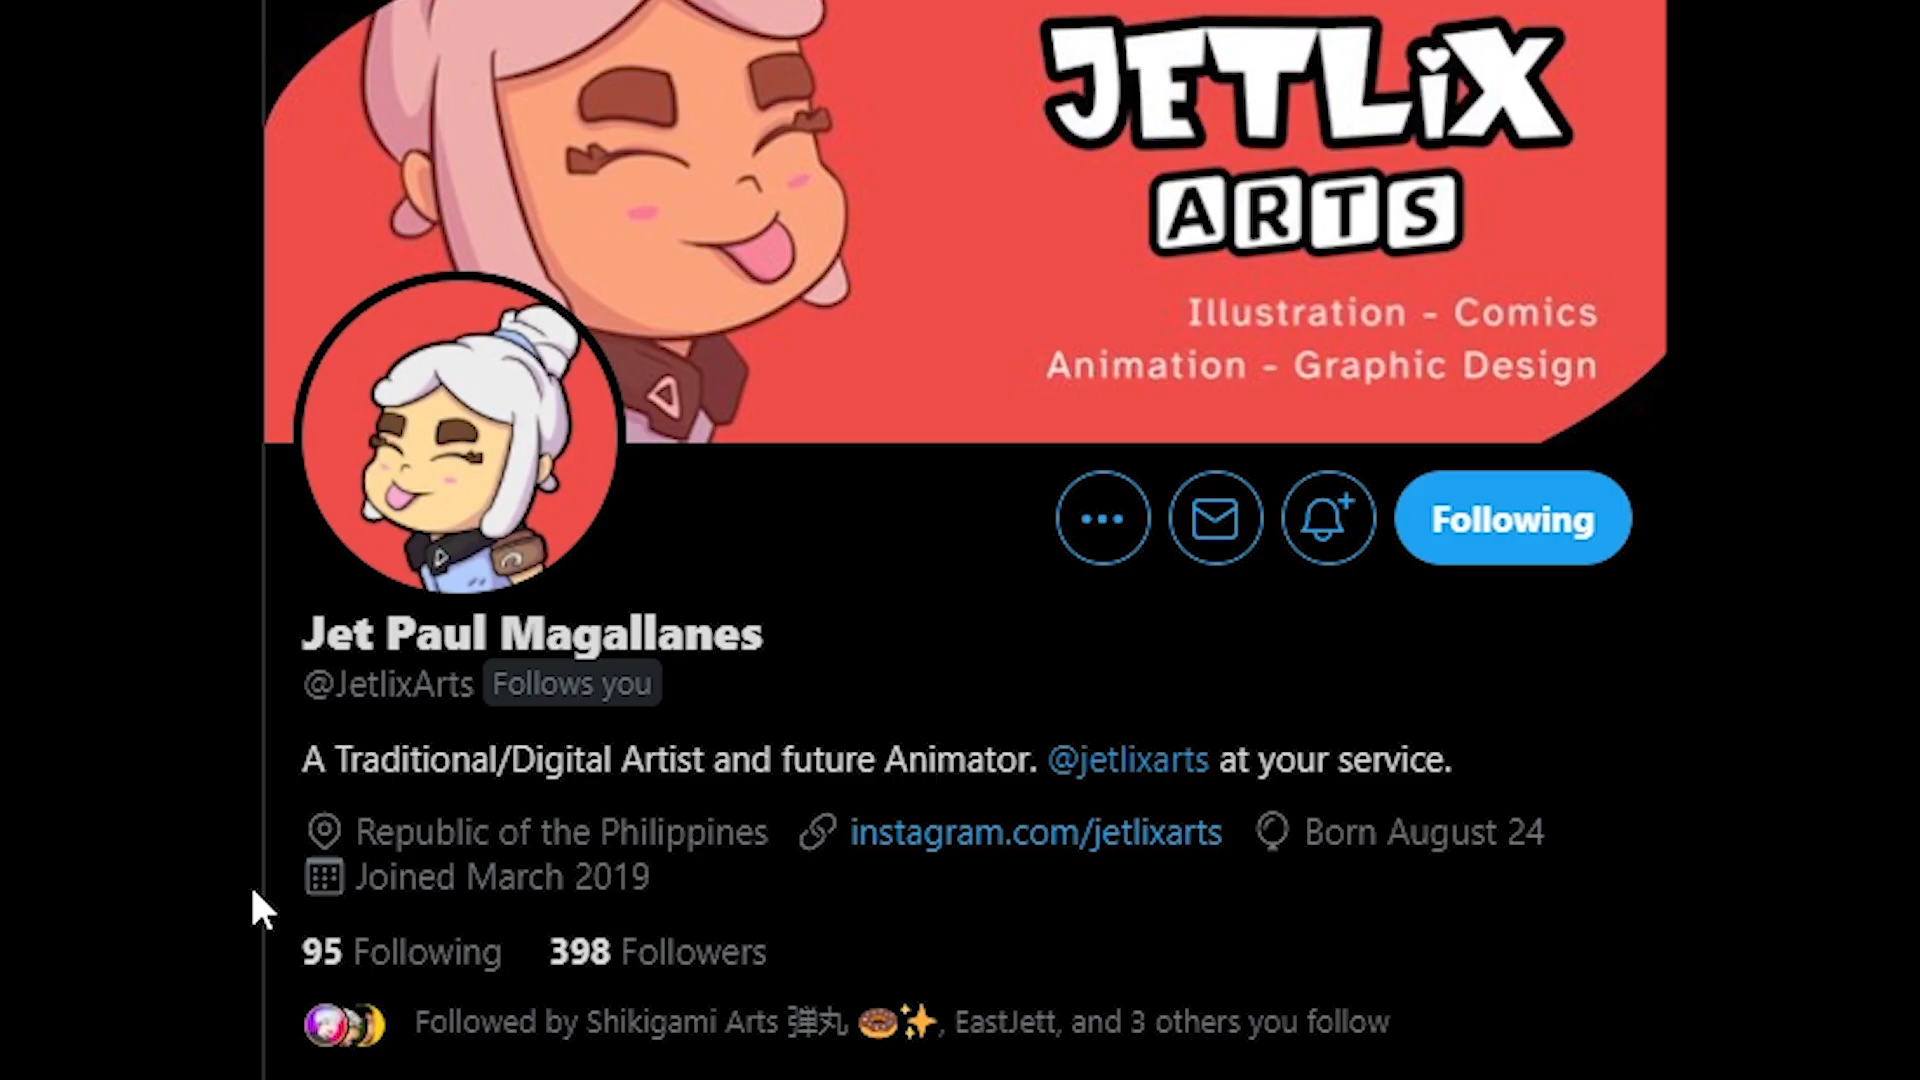 JETLiX
ARTS
Illustration - Comics
Animation - Graphic Design
Following
Jet Paul Magallanes
@JetlixArts Follows you
A Traditional/Digital Artist and future Animator. @jetlixarts at your service.
Republic of the Philippines instagram.com/jetlixarts Born August 24
Joined March 2019
95 Following 398 Followers
Followed by Shikigami Arts 弾丸 🍩✨, EastJett, and 3 others you follow